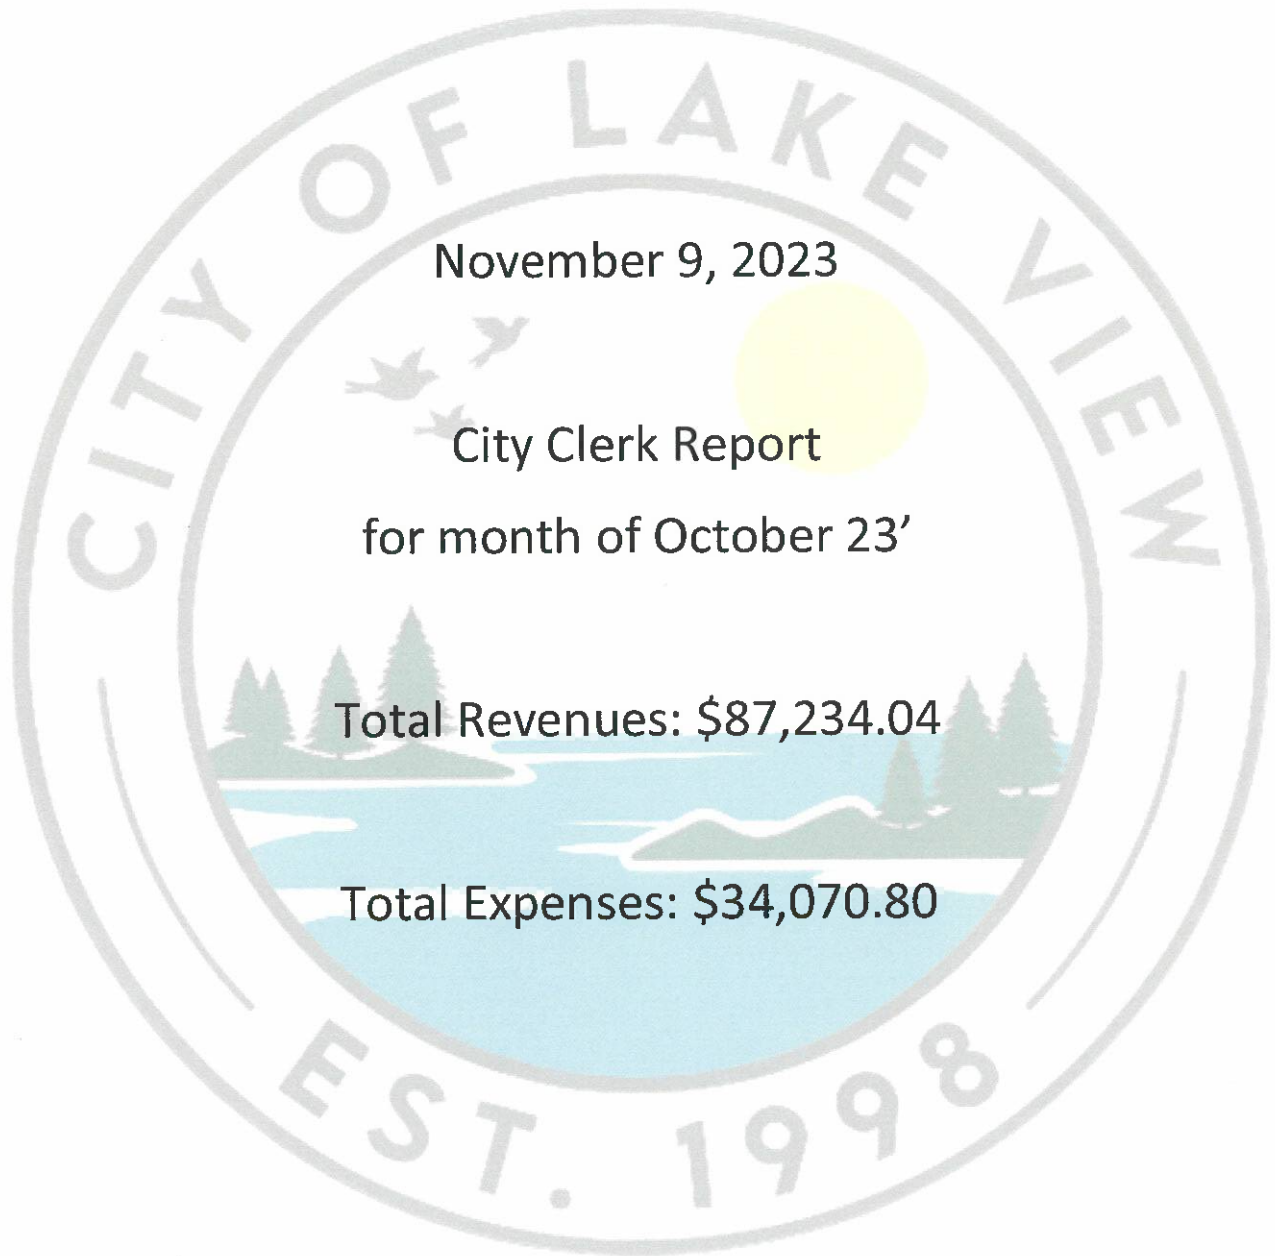 CITY OF LAKE VIEW
November 9, 2023
City Clerk Report
for month of October 23’
Total Revenues: $87,234.04
Total Expenses: $34,070.80
EST. 1998